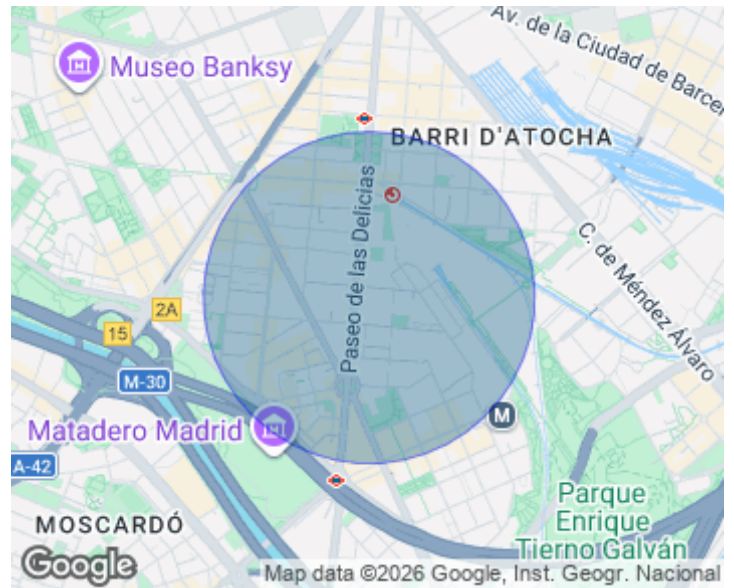 Av. de la Ciudad de Barcel
Museo Banksy
BARRI D'ATOCHA
Paseo de las Delicias
C. de Méndez Álvaro
2A
15
M-30
Matadero Madrid
M
A-42
Parque
Enrique
Tierno Galván
MOSCARDÓ
Google
Map data ©2026 Google, Inst. Geogr. Nacional